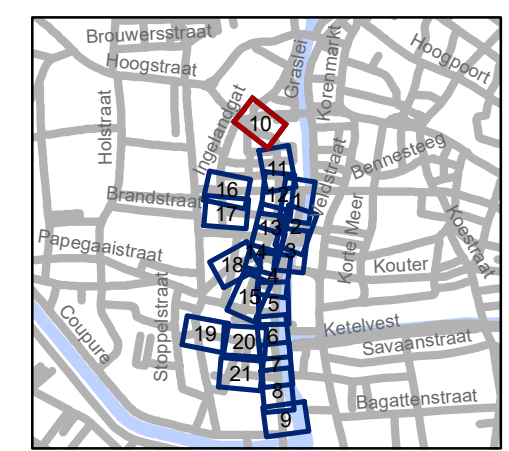 Brouwersstraat
Hoogstraat
Graslei
Korenmarkt
Hoogpoort
Holstraat
Ingelandgat
10
11
Bennesteeg
Veldstraat
16
12
1
Brandstraat
17
13
2
Korte Meer
Koestraat
Papegaaistraat
14
3
18
4
Kouter
15
5
Stoppelstraat
Coupure
19
20
6
Ketelvest
Savaanstraat
21
7
8
Bagattenstraat
9